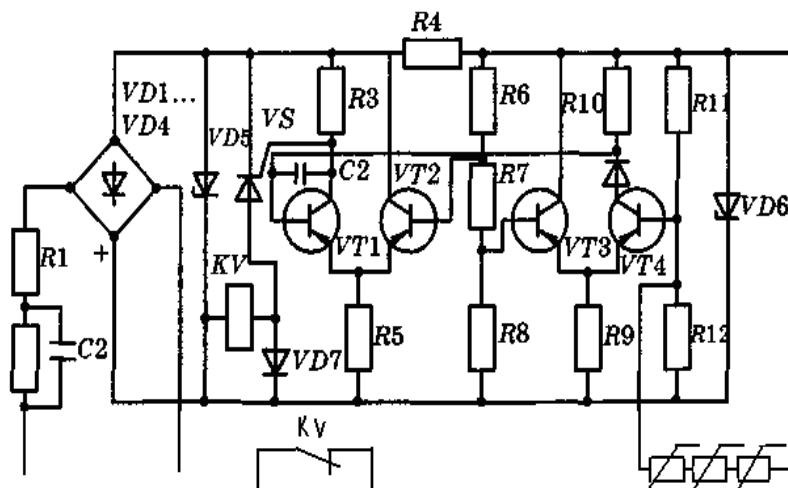 R4
VD1...
VD4
R3
R6
R10
R11
VS
VD5
C2
VT2
R7
VD6
+
R1
KV
VT1
VT3
VT4
C2
VD7
R5
R8
R9
R12
KV